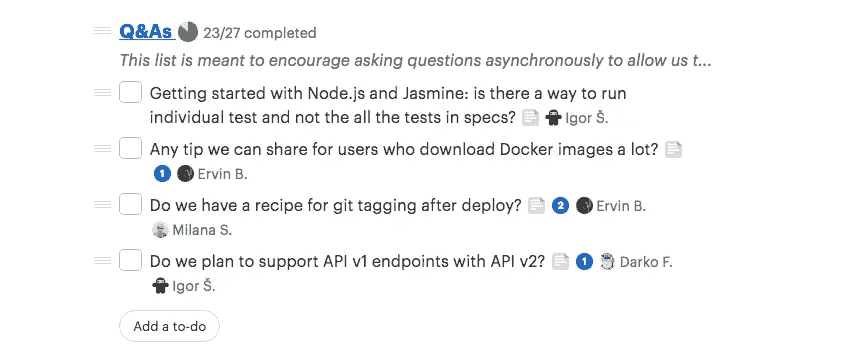 Q&As 23/27 completed
This list is meant to encourage asking questions asynchronously to allow us t...
Getting started with Node.js and Jasmine: is there a way to run
individual test and not the all the tests in specs? Igor Š.
Any tip we can share for users who download Docker images a lot?
1 Ervin B.
Do we have a recipe for git tagging after deploy? 2 Ervin B.
Milana S.
Do we plan to support API v1 endpoints with API v2? 1 Darko F.
Igor Š.
Add a to-do